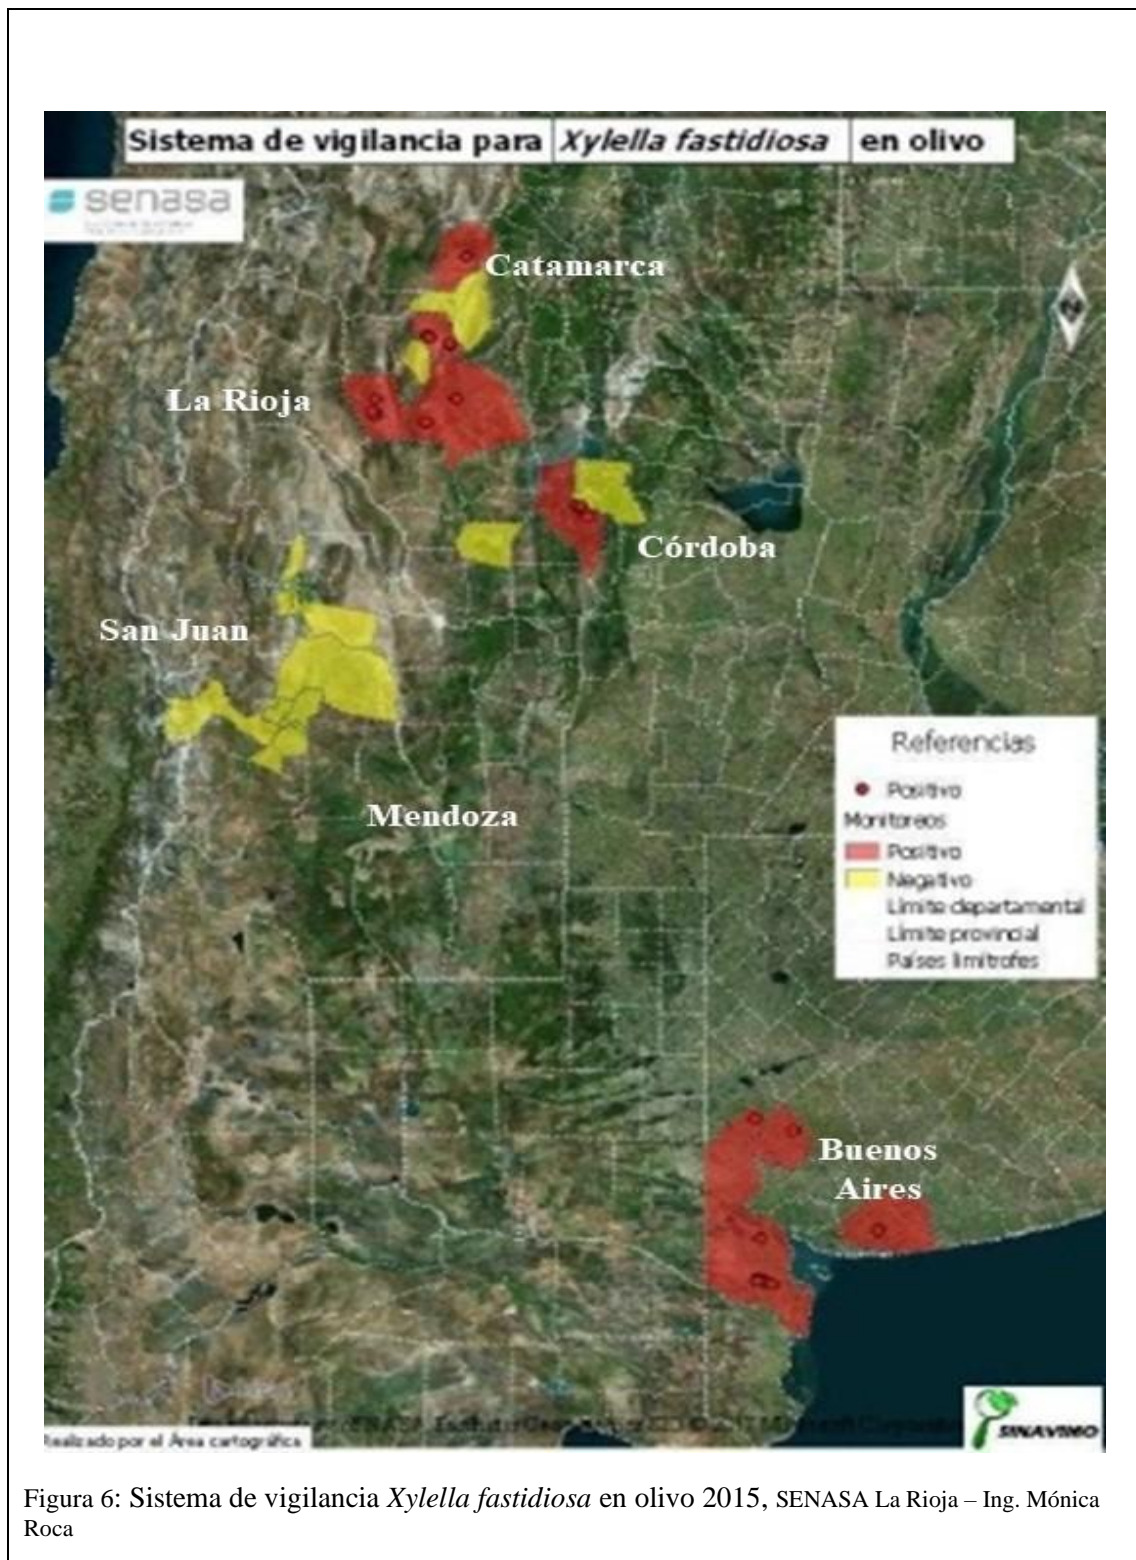 Sistema de vigilancia para Xylella fastidiosa en olivo
senasa
Catamarca
La Rioja
Córdoba
San Juan
Mendoza
Referencias
Positivo
Monitoreos
Positivo
Negativo
Límite departamental
Límite provincial
Países limítrofes
Buenos
Aires
SINAVIMO
Realizado por el Área cartográfica
Figura 6: Sistema de vigilancia Xylella fastidiosa en olivo 2015, SENASA La Rioja – Ing. Mónica
Roca